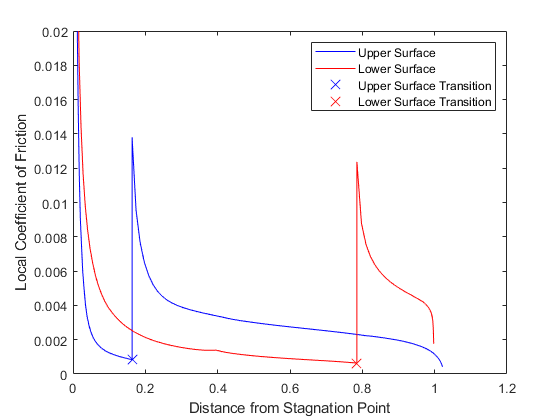 0.02
0.018
0.016
0.014
0.012
0.01
0.008
0.006
0.004
0.002
0
Local Coefficient of Friction
Upper Surface
Lower Surface
Upper Surface Transition
Lower Surface Transition
0 0.2 0.4 0.6 0.8 1 1.2
Distance from Stagnation Point